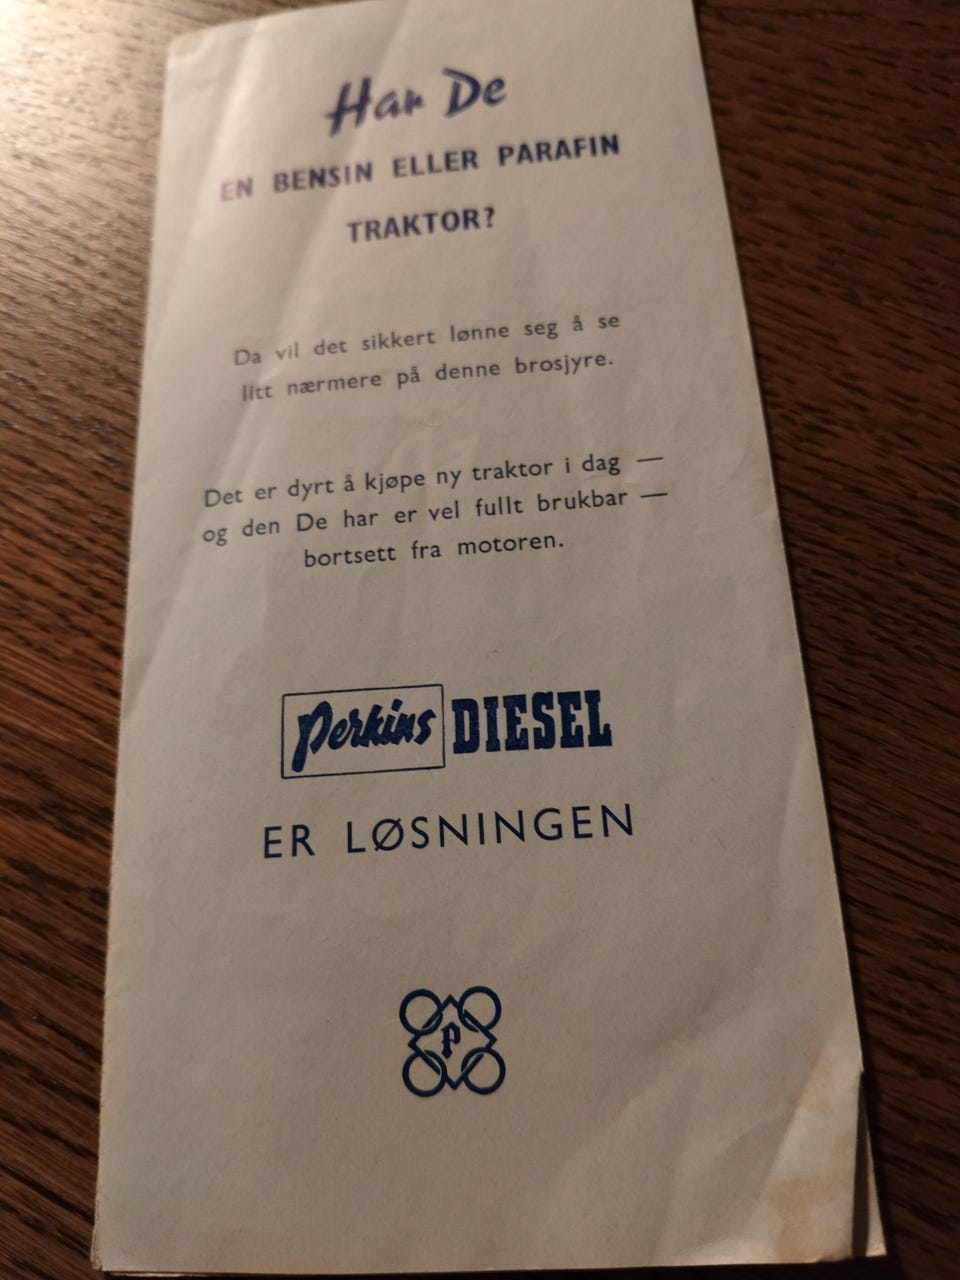 Har De
EN BENSIN ELLER PARAFIN
TRAKTOR?
Da vil det sikkert lønne seg å se
litt nærmere på denne brosjyre.
Det er dyrt å kjøpe ny traktor i dag —
og den De har er vel fullt brukbar —
bortsett fra motoren.
Perkins DIESEL
ER LØSNINGEN
P